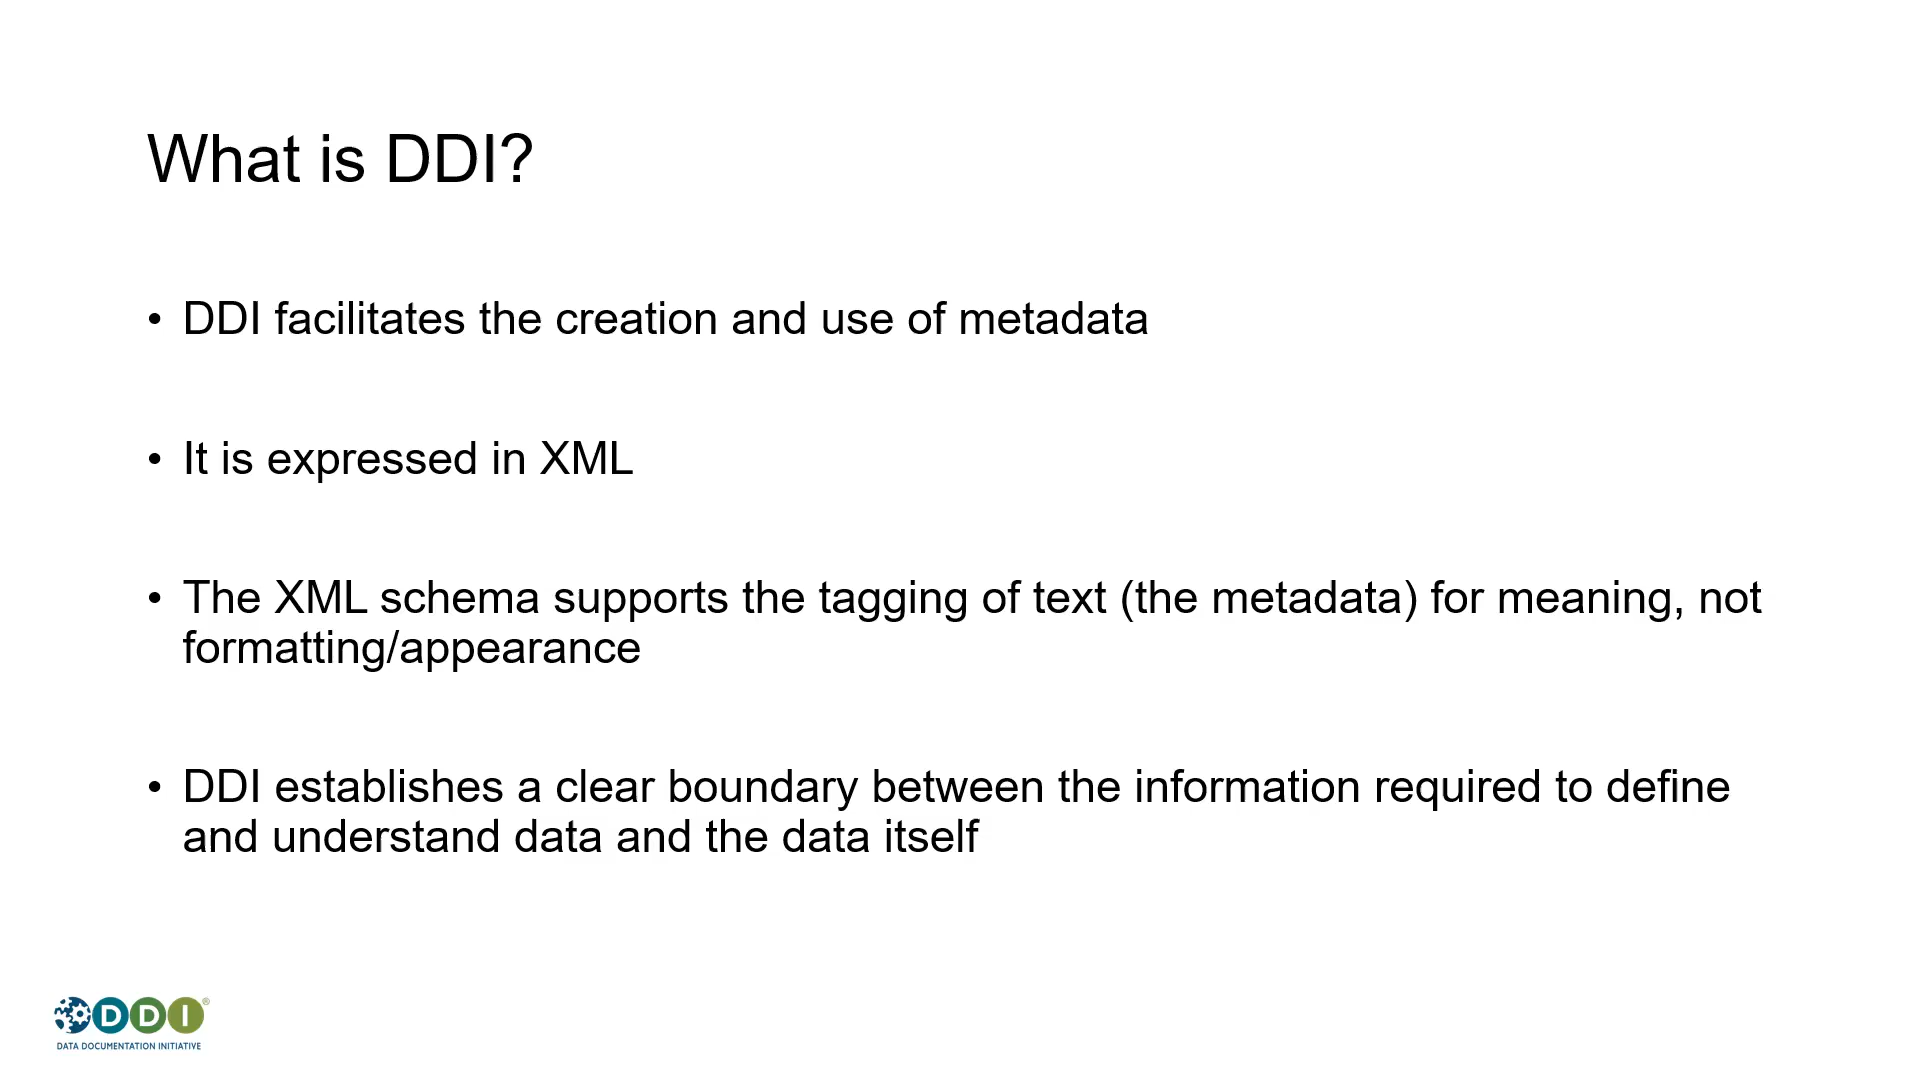 What is DDI?
• DDI facilitates the creation and use of metadata
• It is expressed in XML
• The XML schema supports the tagging of text (the metadata) for meaning, not
formatting/appearance
• DDI establishes a clear boundary between the information required to define
and understand data and the data itself
DDI®
DATA DOCUMENTATION INITIATIVE